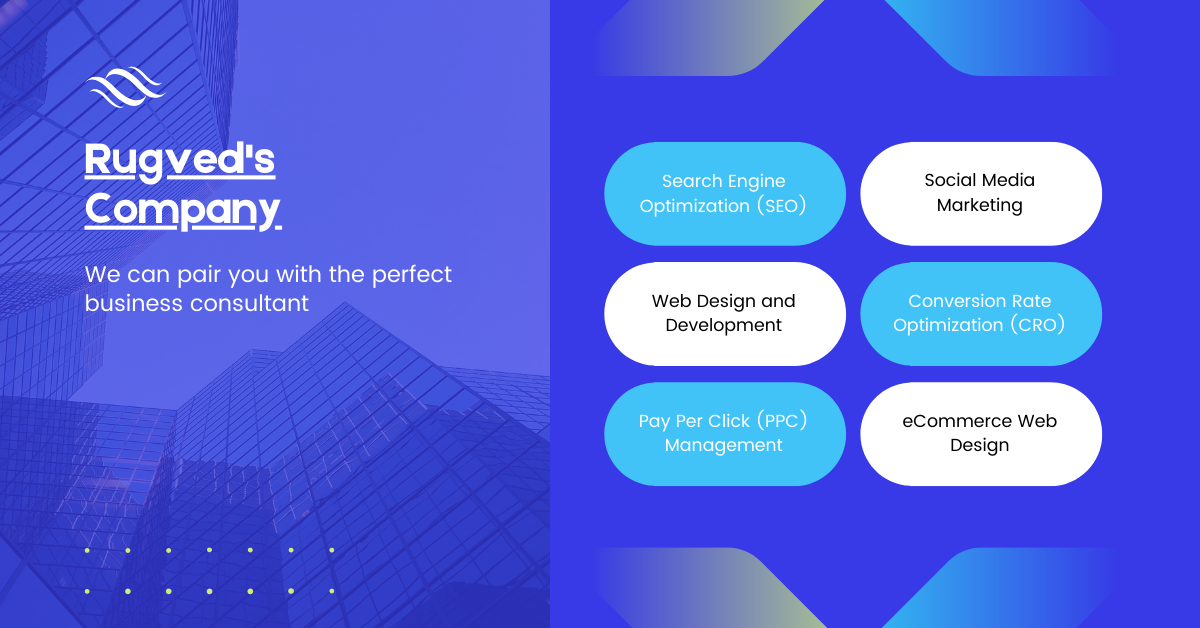 Rugved's
Company
We can pair you with the perfect
business consultant
Search Engine
Optimization (SEO)
Social Media
Marketing
Web Design and
Development
Conversion Rate
Optimization (CRO)
Pay Per Click (PPC)
Management
eCommerce Web
Design